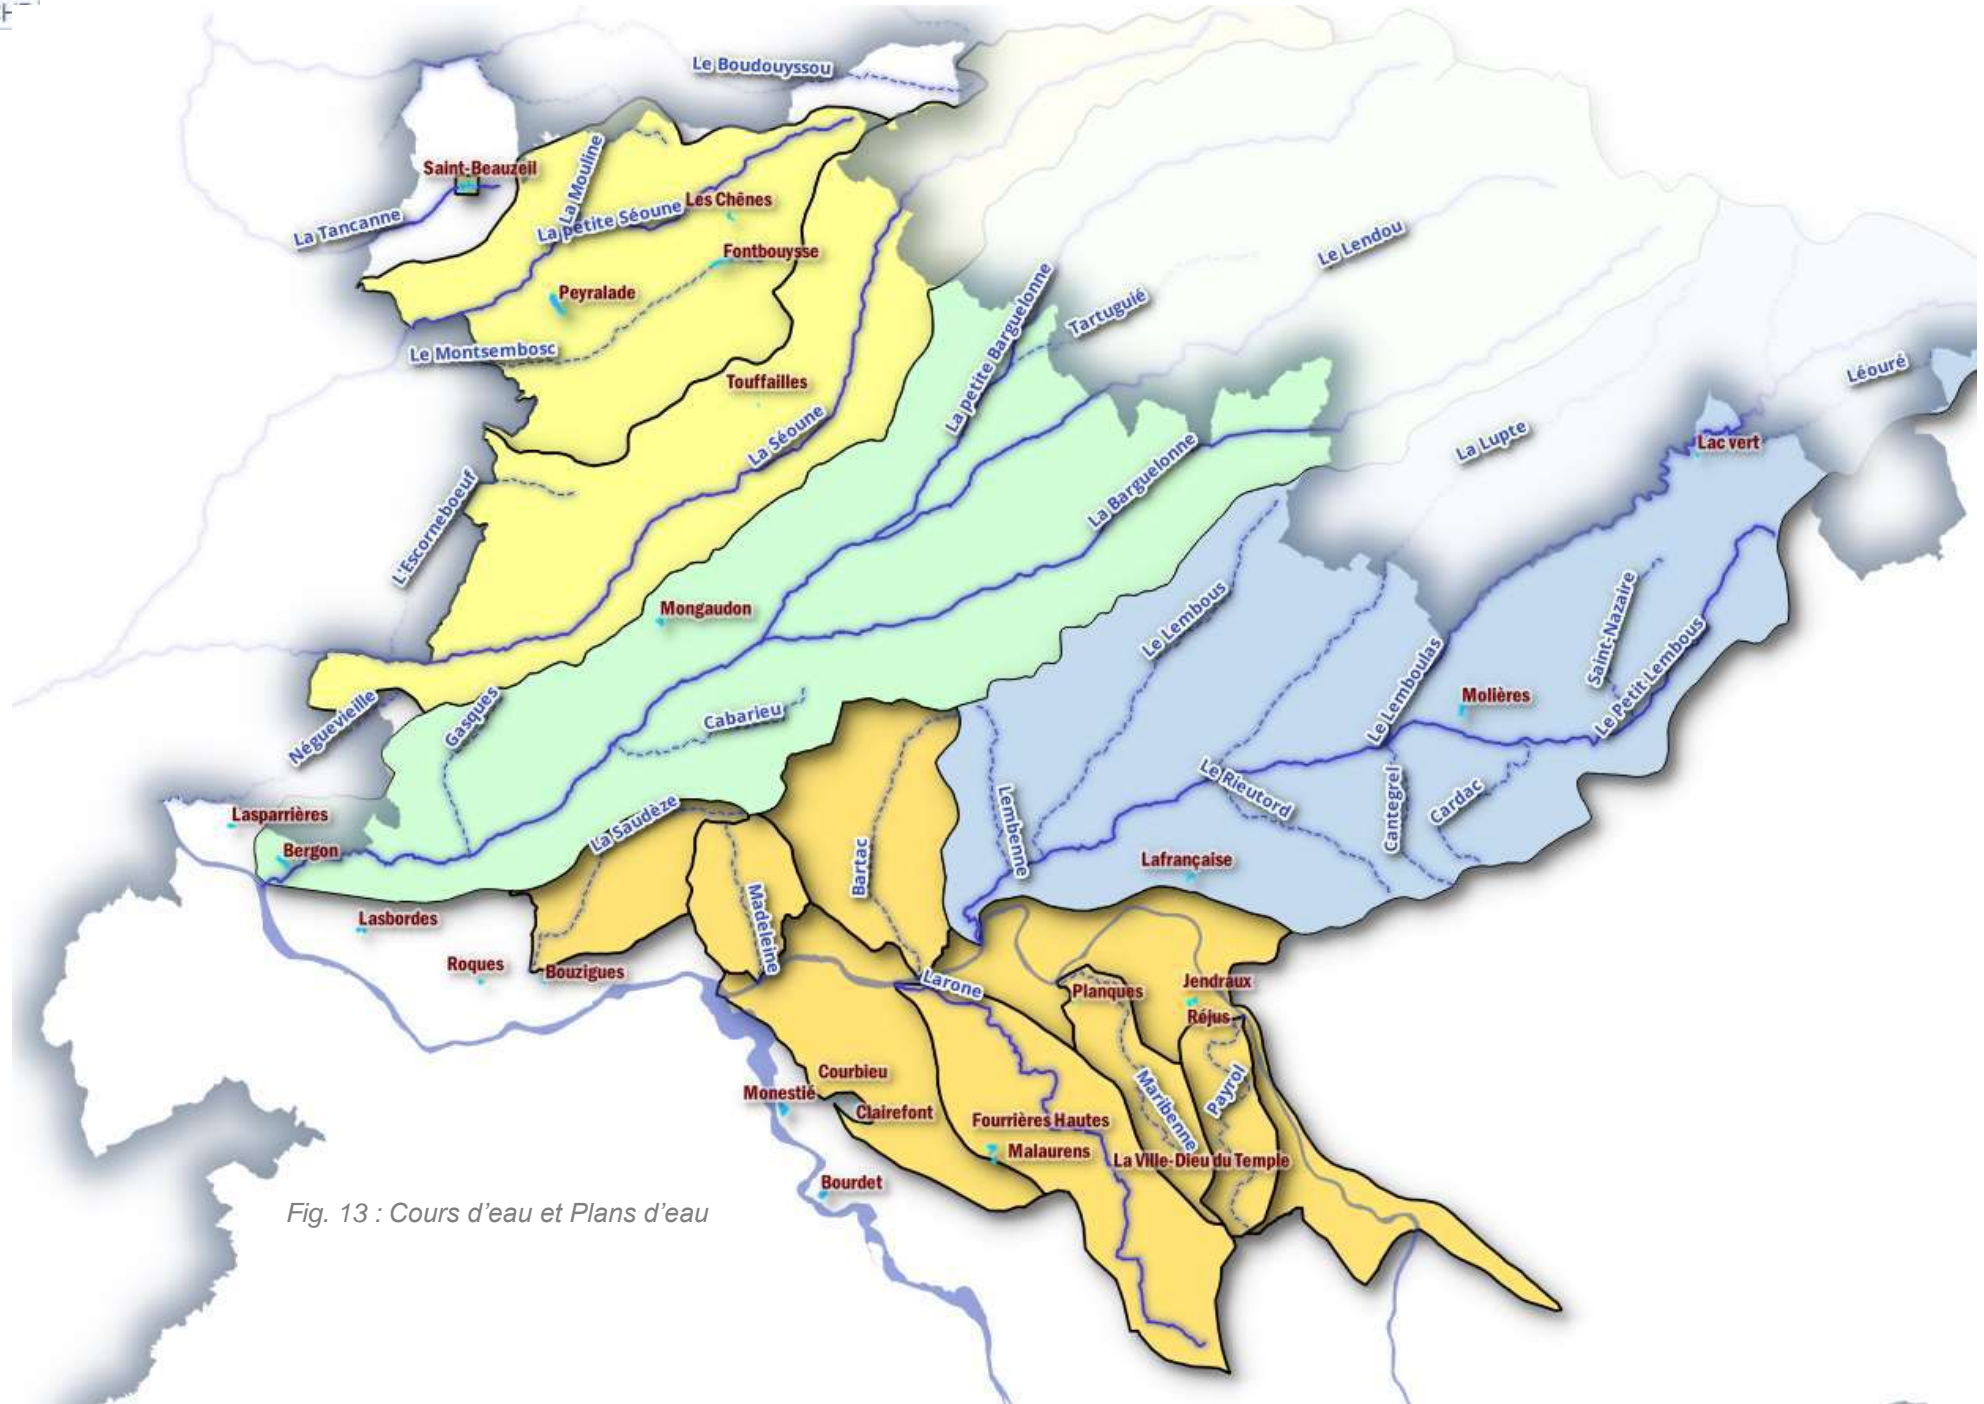 Le Boudouyssou
Saint-Beauzeil
La Mouline
La Tancanne
La petite Séoune
Les Chênes
Fontbouysse
Peyralade
Le Montsembosc
Touffailles
La Séoune
L'Escorneboeuf
La petite Barguelonne
Tartuguié
Le Lendou
La Barguelonne
La Lupte
Léouré
Lac vert
Mongaudon
Le Lembous
Saint-Nazaire
Le Petit Lembous
Le Lemboulas
Molières
Néguevieille
Gasques
Cabarieu
Le Rieutord
Cantegrel
Cardac
Lasparrières
Bergon
La Saudèze
Lembenne
Bartac
Madeleine
Lafrançaise
Lasbordes
Roques
Bouzigues
Larone
Planques
Jendraux
Réjus
Courbieu
Monestié
Clairefont
Fourrières Hautes
Malaurens
Maribenne
Payrol
La VIlle-Dieu du Temple
Bourdet
Fig. 13 : Cours d'eau et Plans d'eau